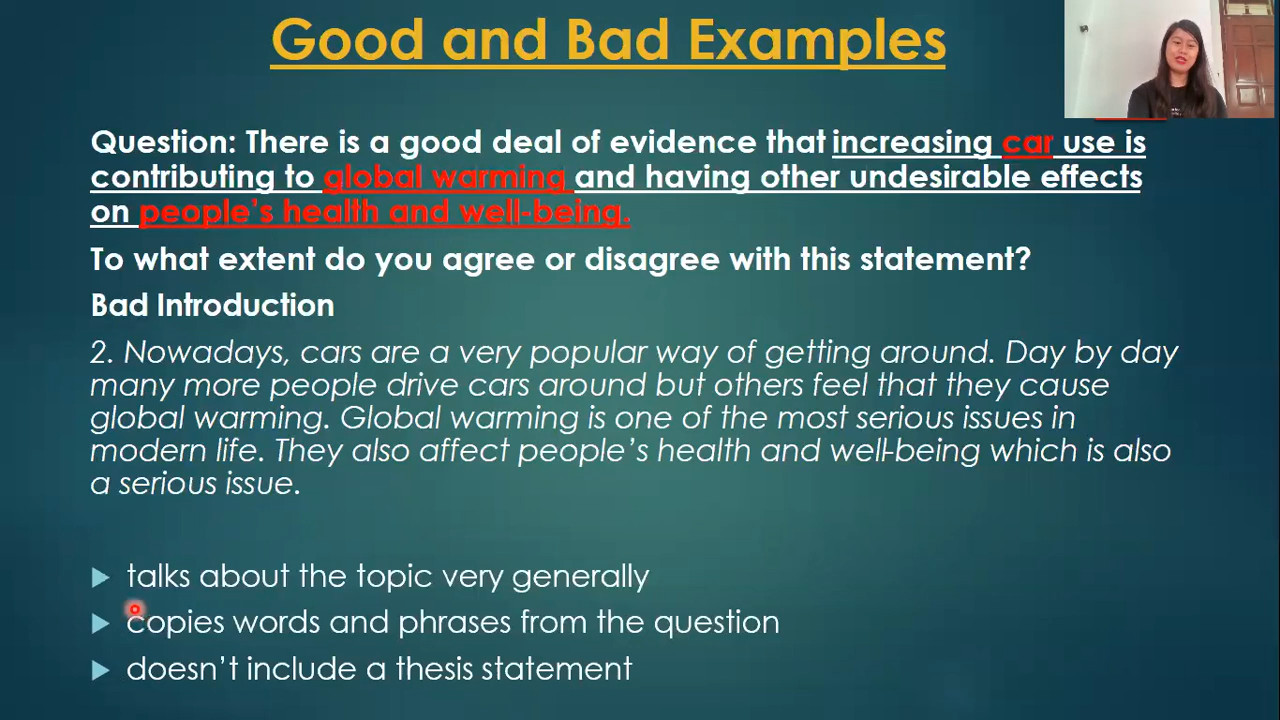 Good and Bad Examples
Question: There is a good deal of evidence that increasing car use is
contributing to global warming and having other undesirable effects
on people's health and well-being.
To what extent do you agree or disagree with this statement?
Bad Introduction
2. Nowadays, cars are a very popular way of getting around. Day by day
many more people drive cars around but others feel that they cause
global warming. Global warming is one of the most serious issues in
modern life. They also affect people's health and well-being which is also
a serious issue.
talks about the topic very generally
copies words and phrases from the question
doesn't include a thesis statement